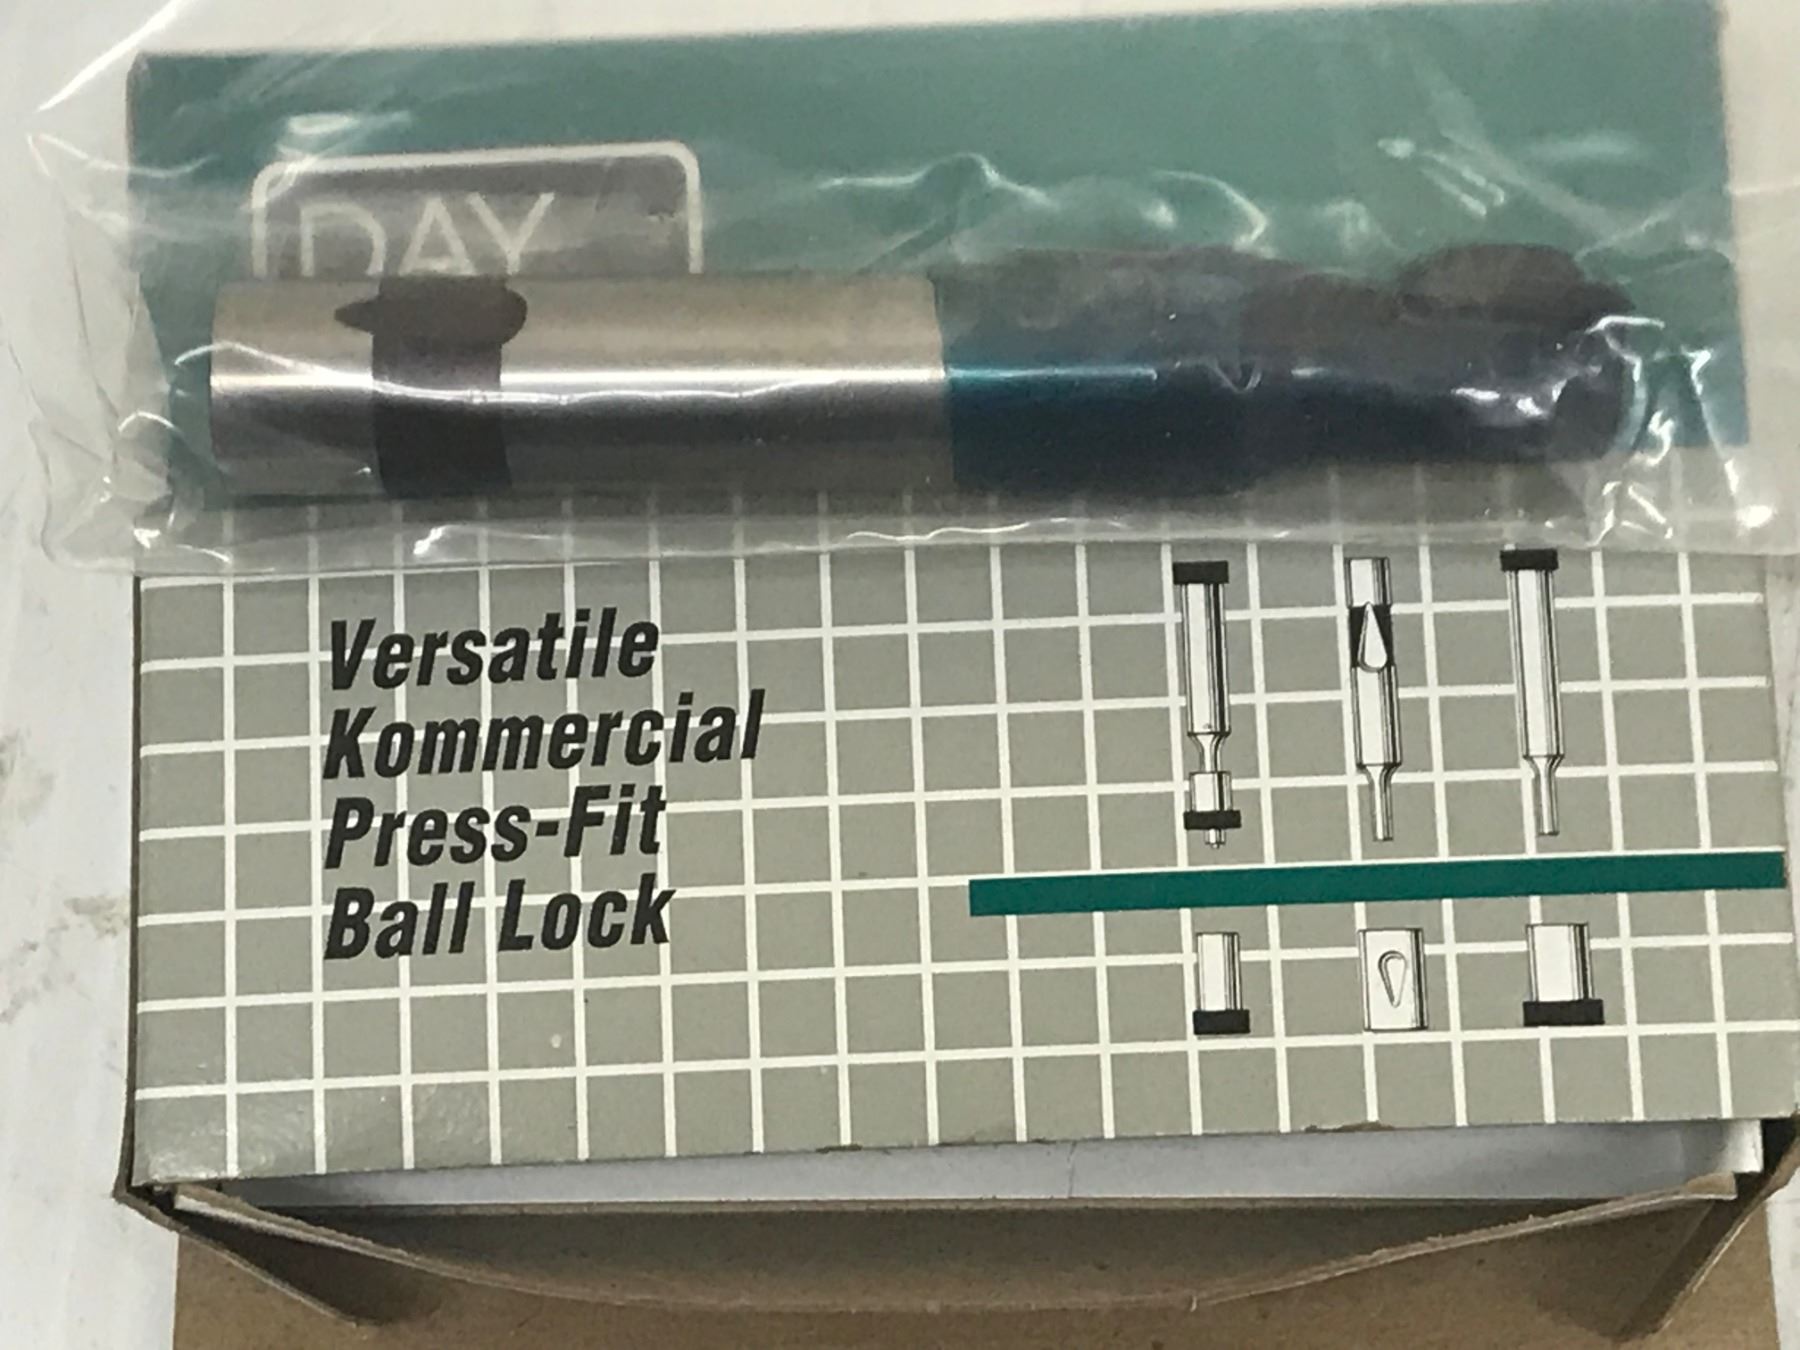 DAY
Versatile
Kommercial
Press-Fit
Ball Lock